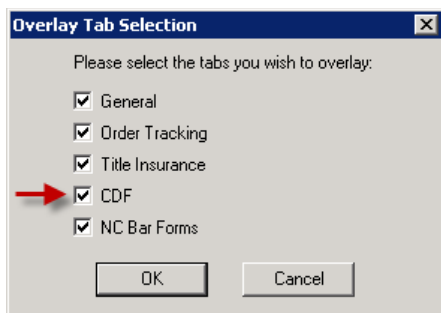 Overlay Tab Selection
Please select the tabs you wish to overlay:
General
Order Tracking
Title Insurance
CDF
NC Bar Forms
OK Cancel